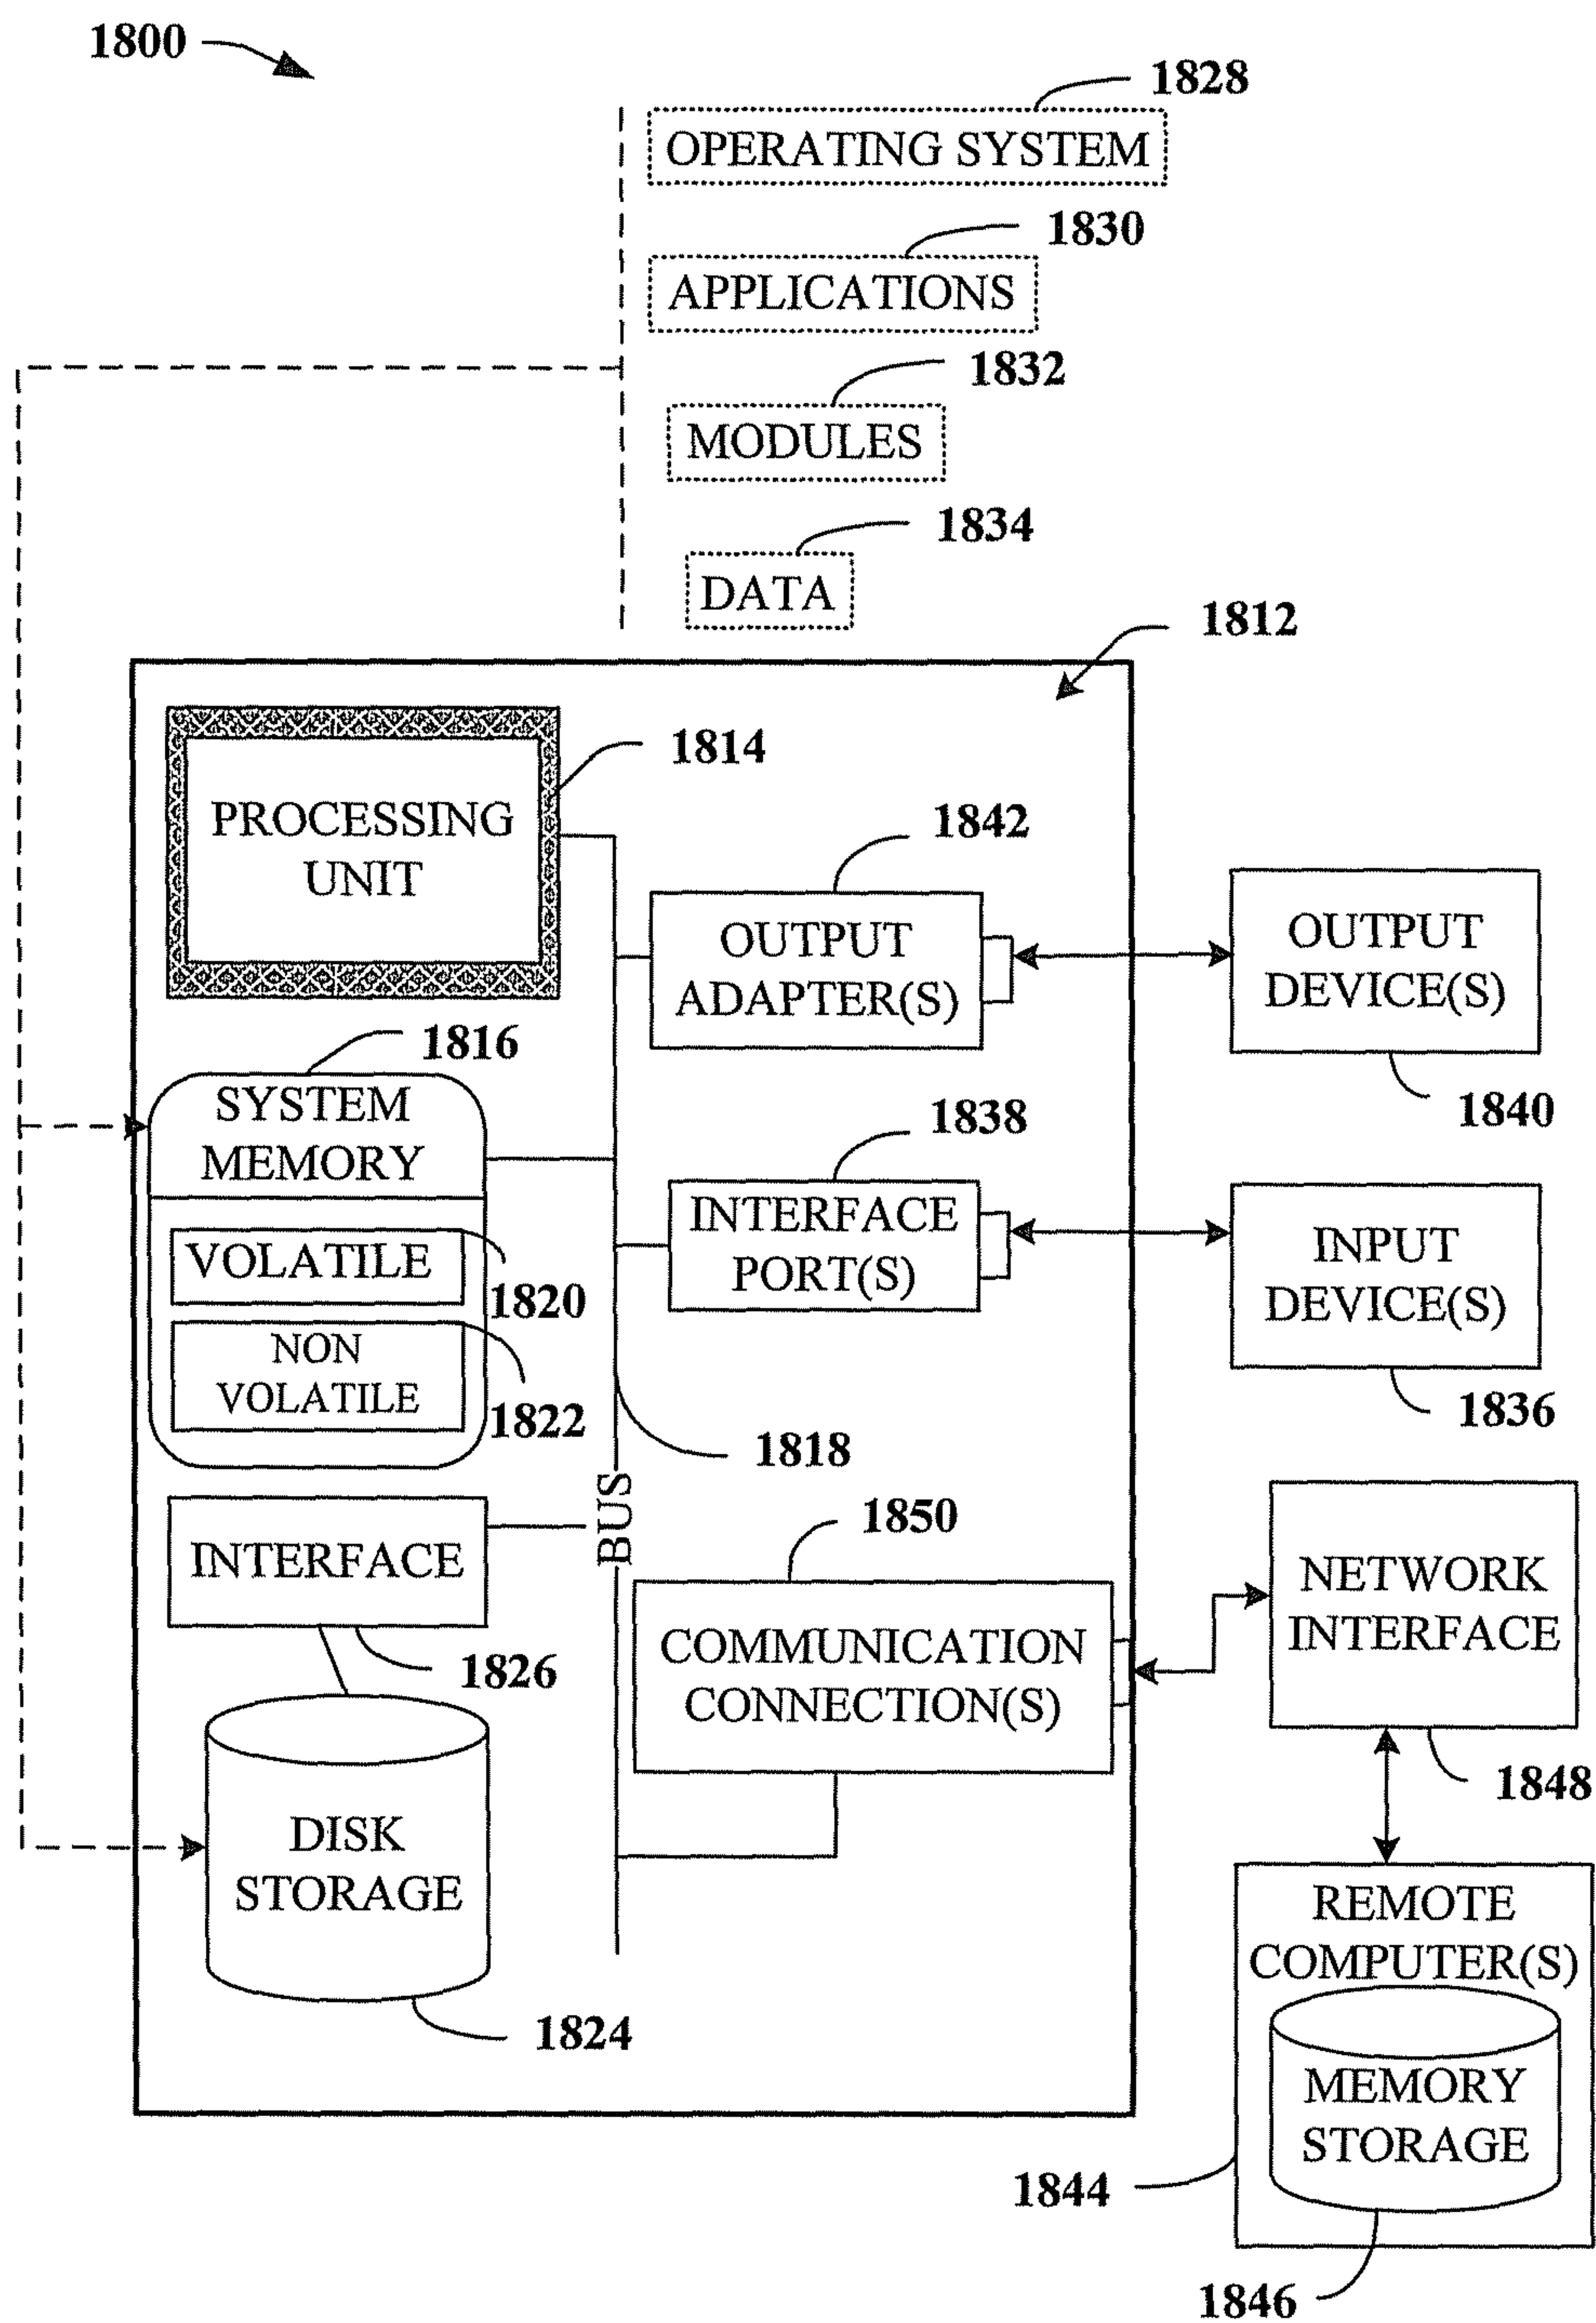 1800
1828
OPERATING SYSTEM
1830
APPLICATIONS
1832
MODULES
1834
DATA
1812
1814
PROCESSING
UNIT
1842
OUTPUT
ADAPTER(S)
OUTPUT
DEVICE(S)
1840
1816
SYSTEM
MEMORY
1838
INTERFACE
PORT(S)
INPUT
DEVICE(S)
1836
VOLATILE
1820
NON
VOLATILE
1822
1818
BUS
INTERFACE
1826
1850
COMMUNICATION
CONNECTION(S)
NETWORK
INTERFACE
1848
DISK
STORAGE
1824
REMOTE
COMPUTER(S)
MEMORY
STORAGE
1844
1846